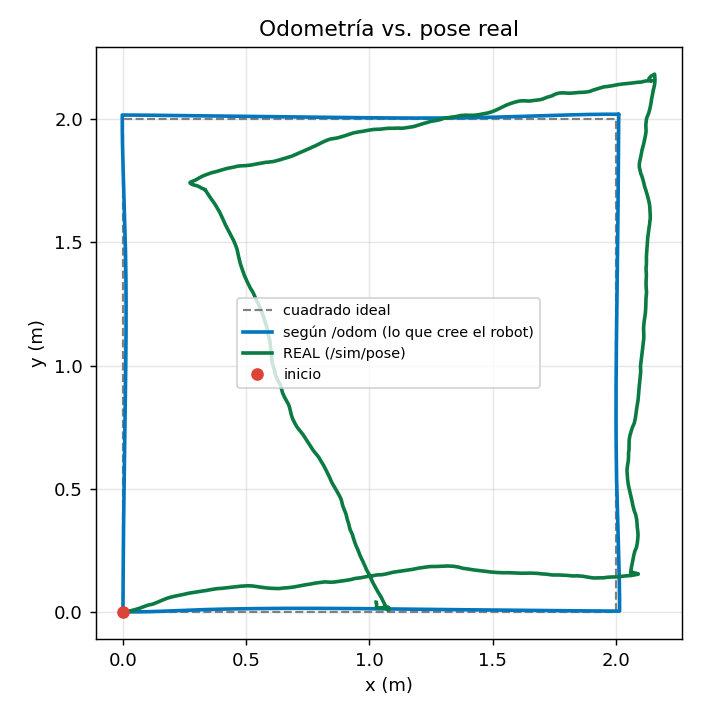 Odometría vs. pose real
2.0
1.5
1.0
0.5
0.0
y (m)
cuadrado ideal
según /odom (lo que cree el robot)
REAL (/sim/pose)
inicio
0.0 0.5 1.0 1.5 2.0
x (m)